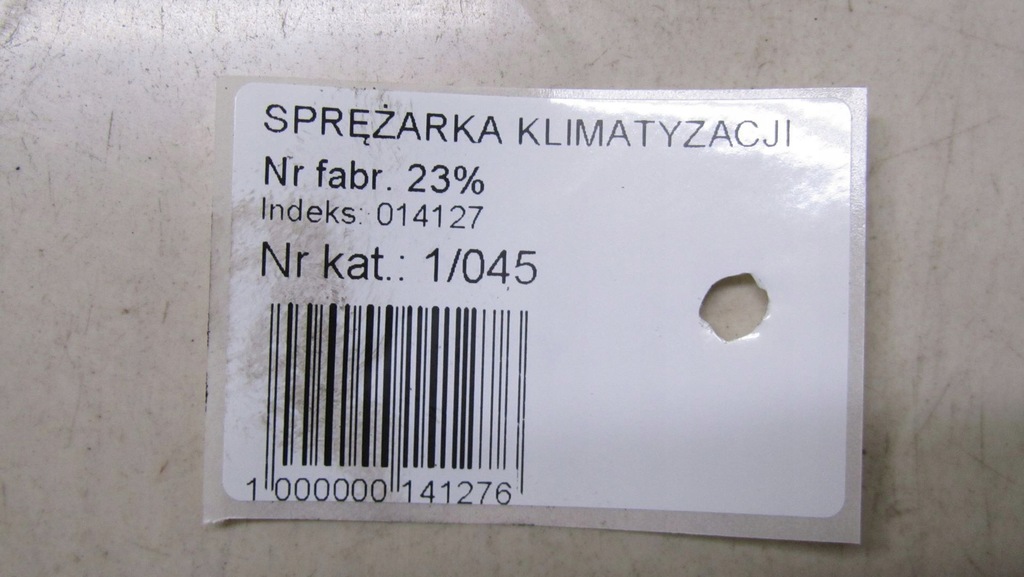 SPRĘŻARKA KLIMATYZACJI
Nr fabr. 23%
Indeks: 014127
Nr kat.: 1/045
1 000000 141276